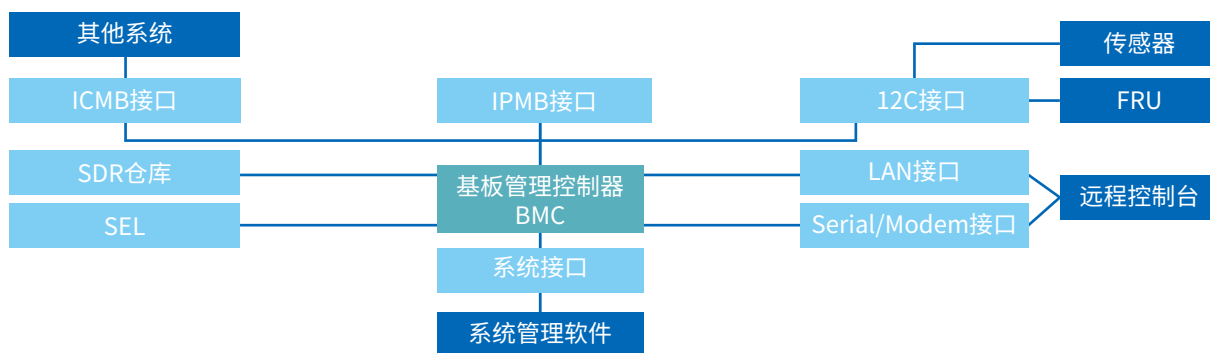 其他系统
传感器
ICMB接口
IPMB接口
12C接口
FRU
SDR仓库
基板管理控制器
BMC
LAN接口
远程控制台
SEL
Serial/Modem接口
系统接口
系统管理软件